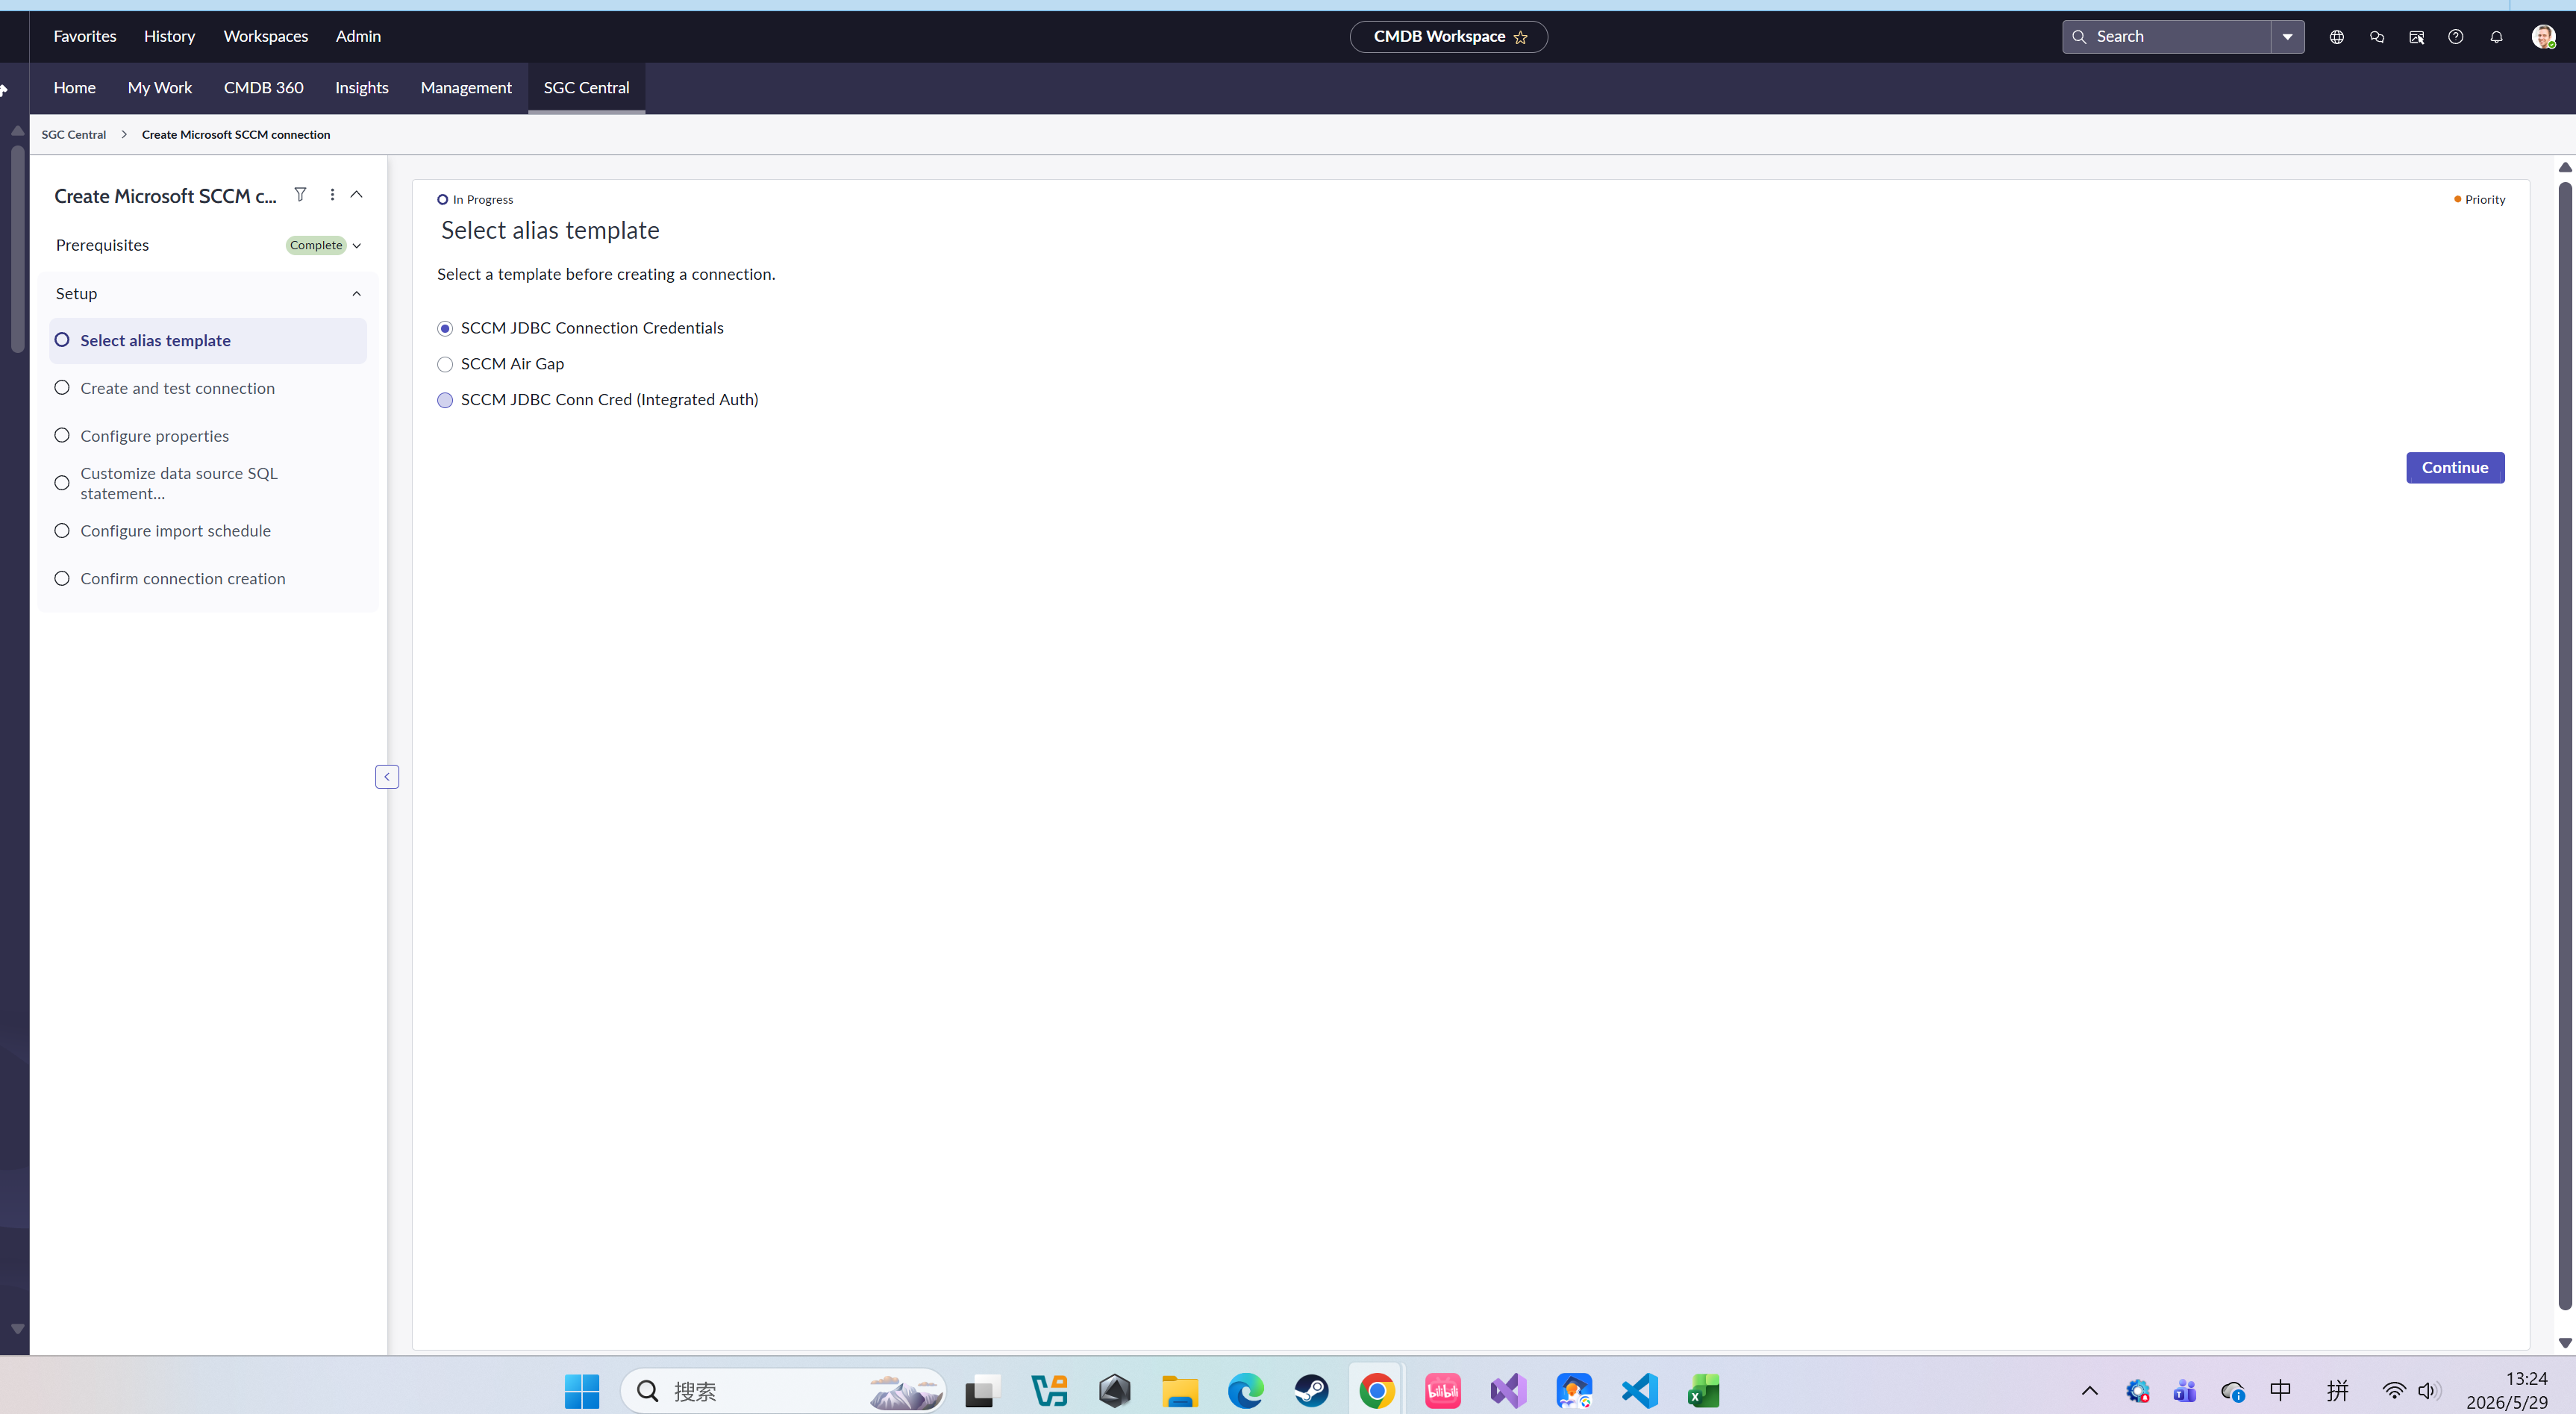 Favorites History Workspaces Admin CMDB Workspace Search
Home My Work CMDB 360 Insights Management SGC Central
SGC Central > Create Microsoft SCCM connection
Create Microsoft SCCM c...
Prerequisites Complete
Setup
Select alias template
Create and test connection
Configure properties
Customize data source SQL
statement...
Configure import schedule
Confirm connection creation
In Progress Priority
Select alias template
Select a template before creating a connection.
SCCM JDBC Connection Credentials
SCCM Air Gap
SCCM JDBC Conn Cred (Integrated Auth)
Continue
搜索
bilibili
中 拼
13:24
2026/5/29